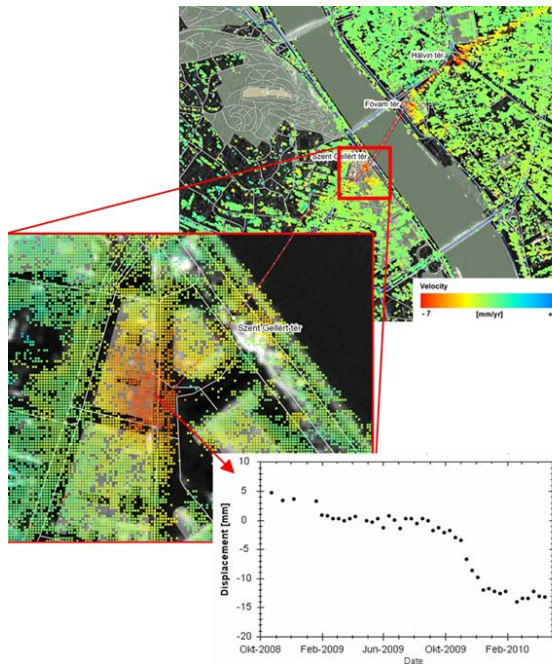 Hálvin tér
Fővam tér
Szent Gellért tér
Velocity
- 7 [mm/yr] +
Szent Gellért tér
Displacement [mm]
10
5
0
-5
-10
-15
-20
Okt-2008 Feb-2009 Jun-2009 Okt-2009 Feb-2010
Date